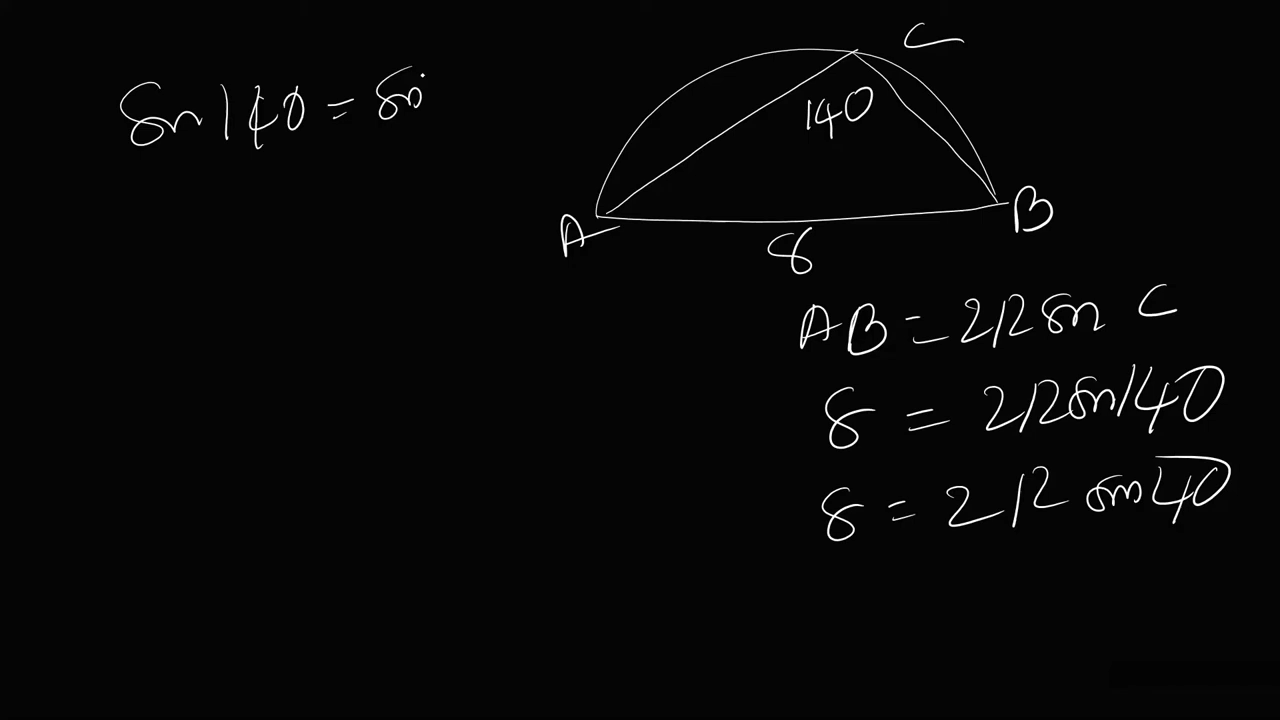 C
sin 140 = sin
140
A
B
8
AB = 2R sin C
8 = 2R sin 140
8 = 2R sin 40